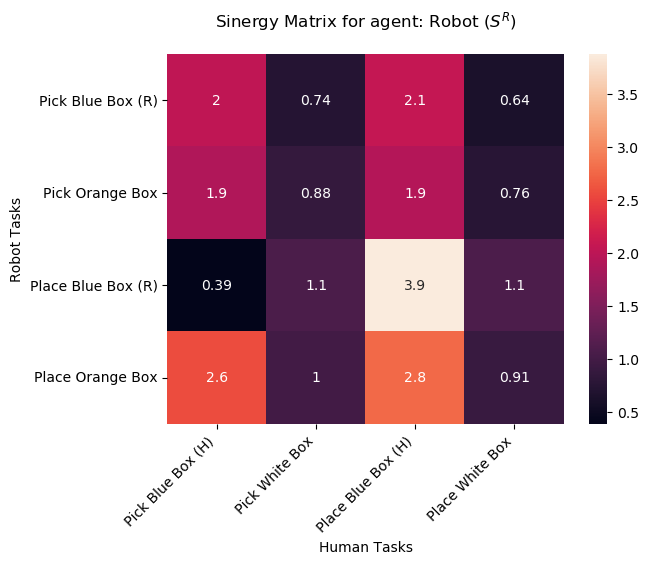 Sinergy Matrix for agent: Robot (S^R)
Pick Blue Box (R) 2 0.74 2.1 0.64
Pick Orange Box 1.9 0.88 1.9 0.76
Place Blue Box (R) 0.39 1.1 3.9 1.1
Place Orange Box 2.6 1 2.8 0.91
Robot Tasks
Pick Blue Box (H)
Pick White Box
Place Blue Box (H)
Place White Box
Human Tasks
3.5
3.0
2.5
2.0
1.5
1.0
0.5